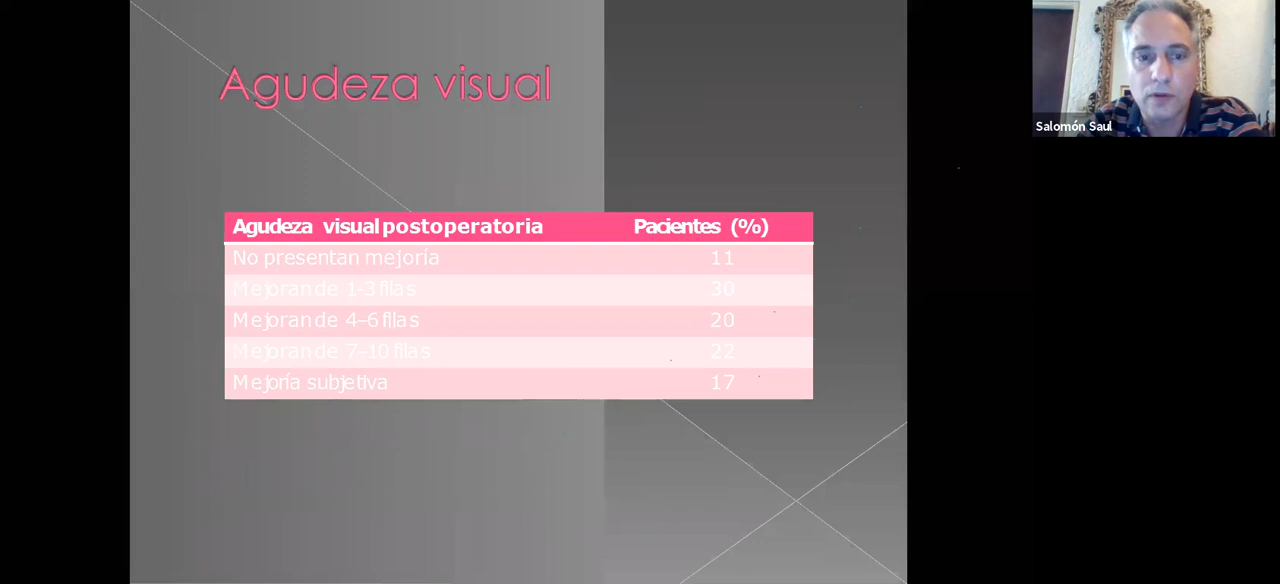 Agudeza visual
Salomón Saul
Agudeza visual postoperatoria Pacientes (%)
No presentan mejoría 11
Mejoran de 1-3 filas 30
Mejoran de 4–6 filas 20
Mejoran de 7–10 filas 22
Mejoría subjetiva 17